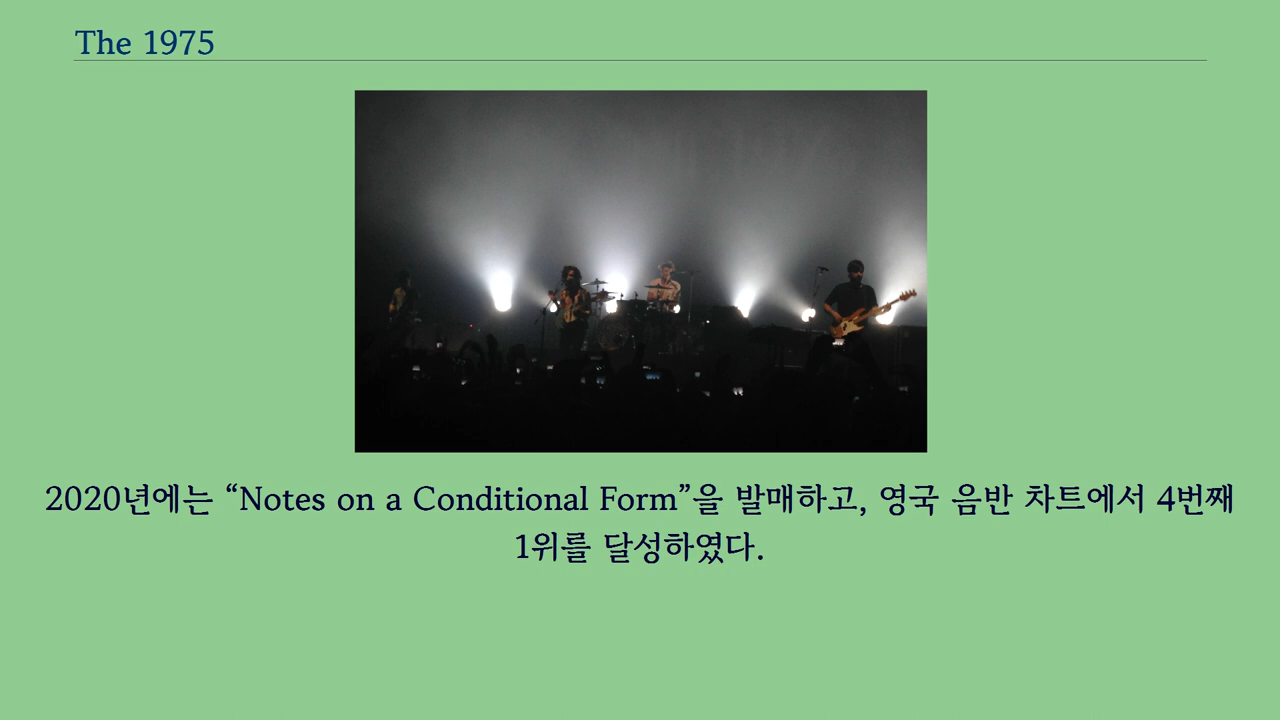 The 1975
2020년에는 “Notes on a Conditional Form”을 발매하고, 영국 음반 차트에서 4번째
1위를 달성하였다.